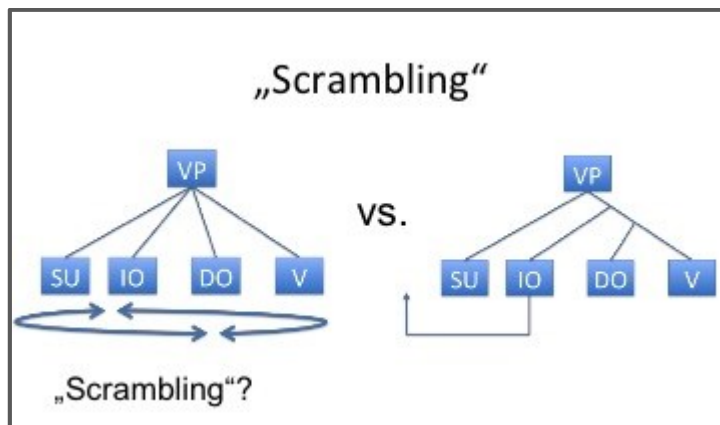 „Scrambling“
VP
SU IO DO V
vs.
VP
SU IO DO V
„Scrambling“?